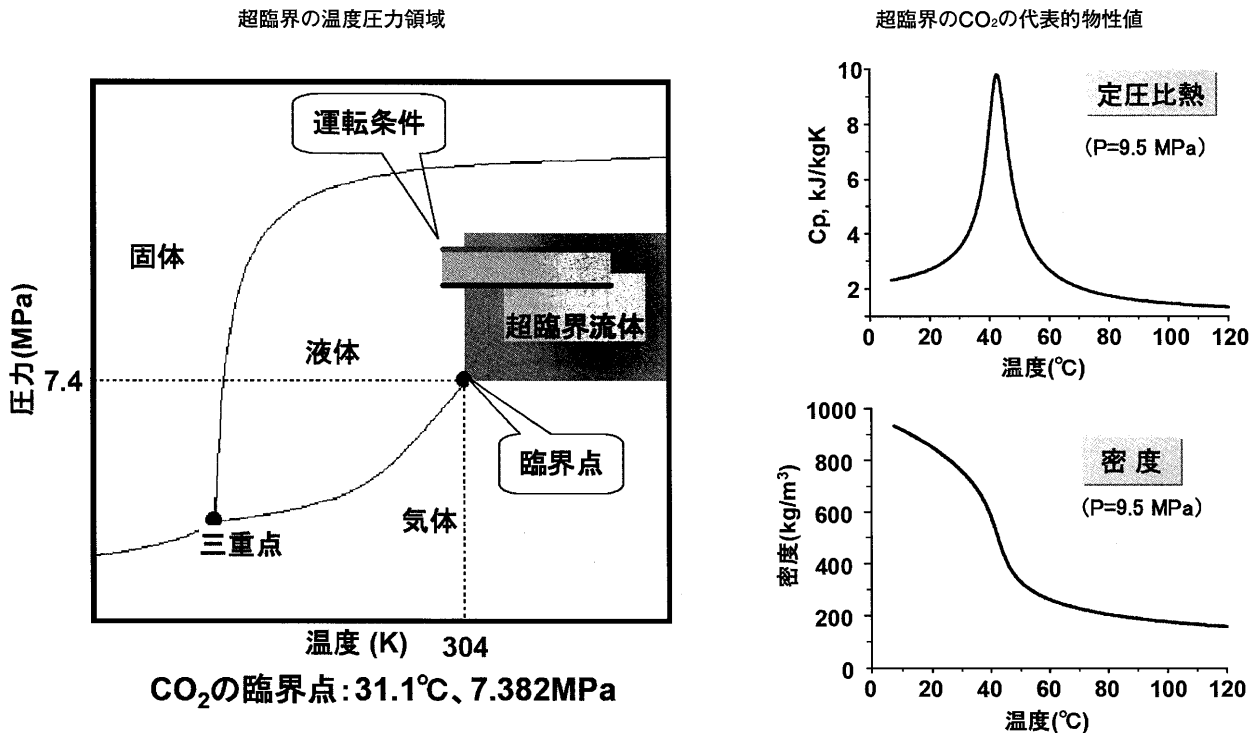 超臨界の温度圧力領域
運転条件
固体
超臨界流体
液体
圧力(MPa)
7.4
臨界点
気体
三重点
温度 (K)
304
CO₂の臨界点:31.1℃、7.382MPa
超臨界のCO₂の代表的物性値
定圧比熱
(P=9.5 MPa)
Cp, kJ/kgK
10
8
6
4
2
0 20 40 60 80 100 120
温度(℃)
密度
(P=9.5 MPa)
密度(kg/m³)
1000
800
600
400
200
0
0 20 40 60 80 100 120
温度(℃)